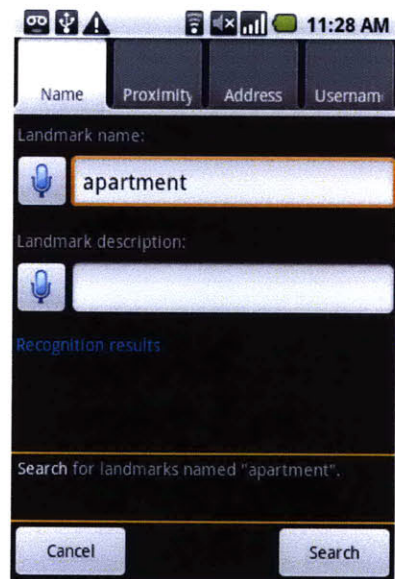 11:28 AM
Name Proximity Address Usernam
Landmark name:
apartment
Landmark description:
Recognition results
Search for landmarks named "apartment".
Cancel Search